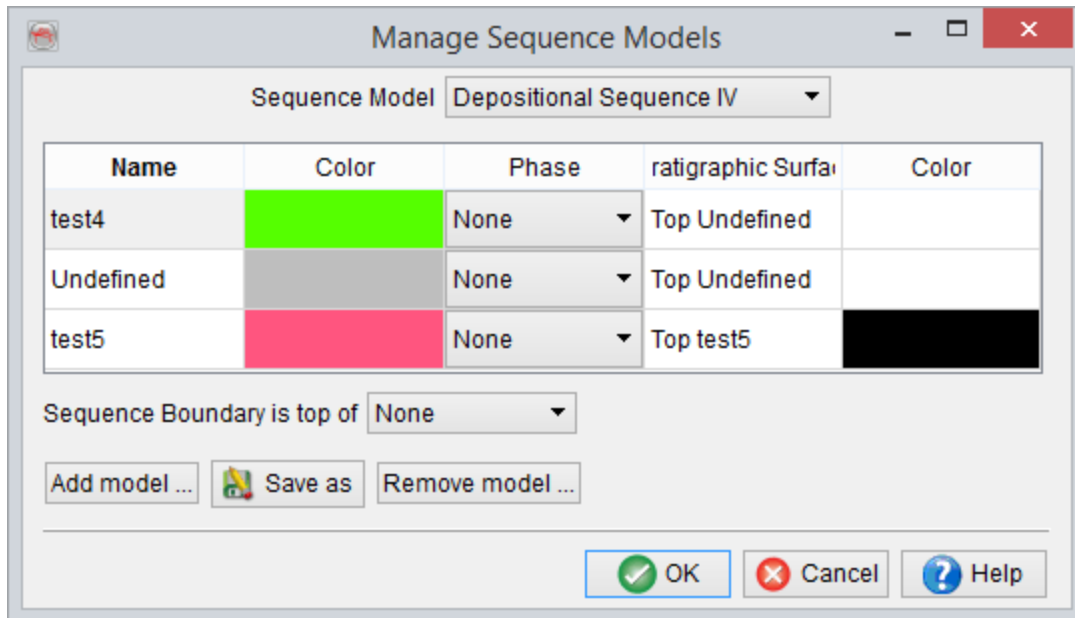 Manage Sequence Models
Sequence Model Depositional Sequence IV
Name Color Phase ratigraphic Surfa Color
test4 None Top Undefined
Undefined None Top Undefined
test5 None Top test5
Sequence Boundary is top of None
Add model ... Save as Remove model ...
OK Cancel Help